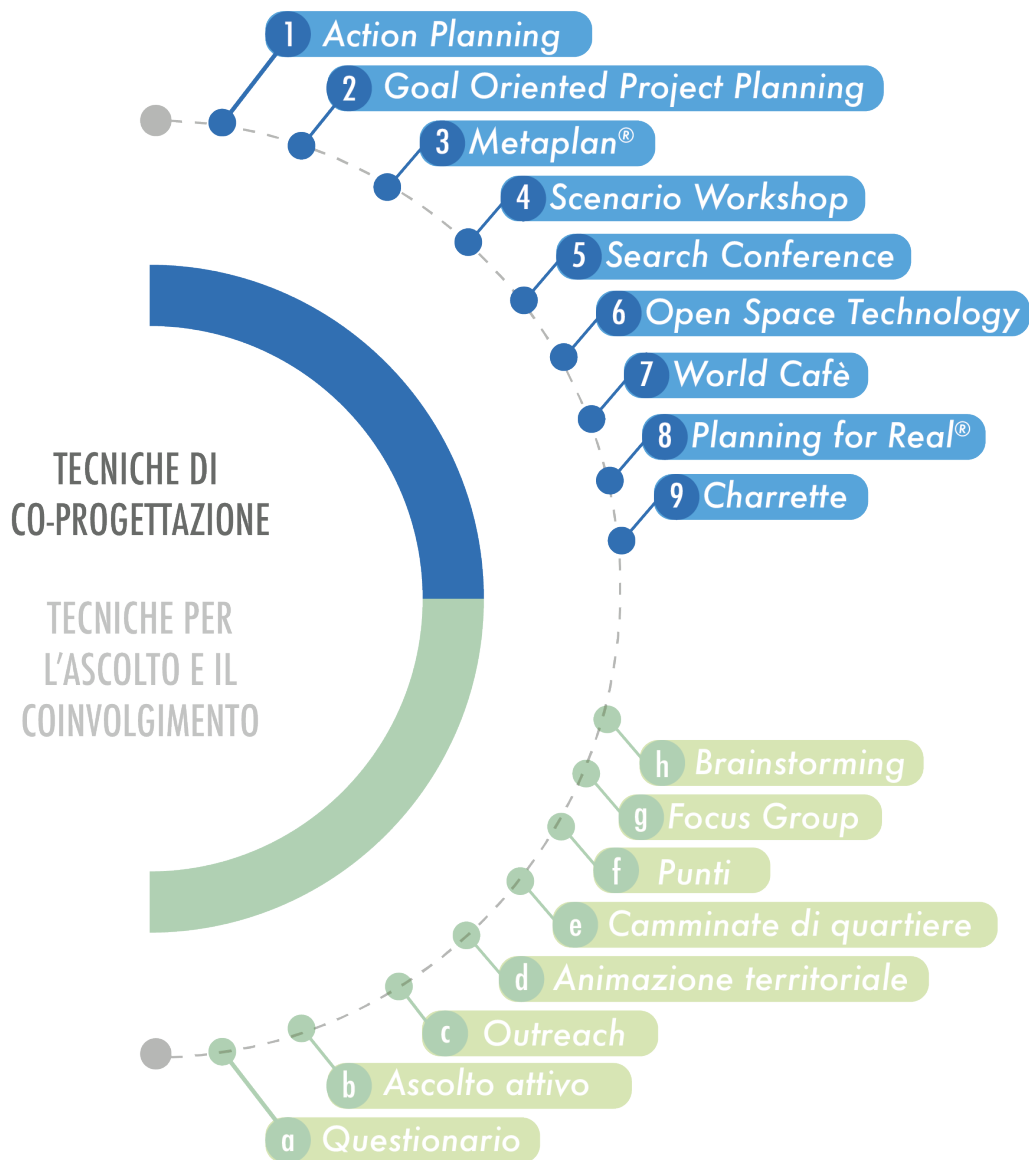 1 Action Planning
2 Goal Oriented Project Planning
3 Metaplan®
4 Scenario Workshop
5 Search Conference
6 Open Space Technology
7 World Cafè
8 Planning for Real®
9 Charrette
TECNICHE DI
CO-PROGETTAZIONE
TECNICHE PER
L’ASCOLTO E IL
COINVOLGIMENTO
h Brainstorming
g Focus Group
f Punti
e Camminate di quartiere
d Animazione territoriale
c Outreach
b Ascolto attivo
a Questionario